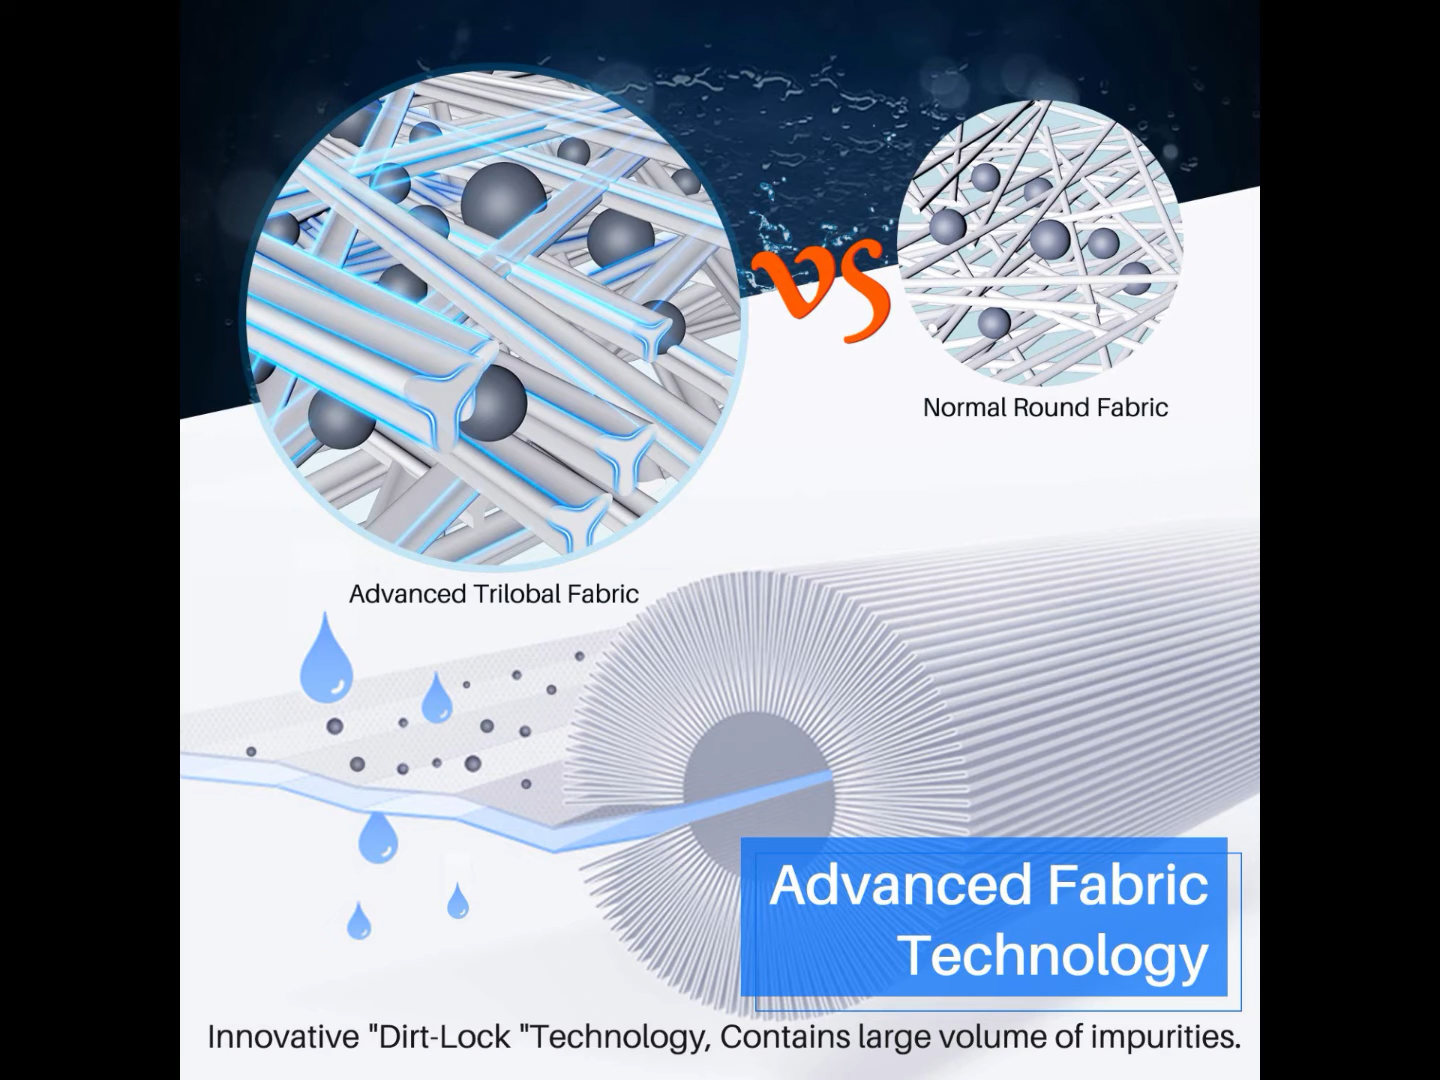 vs
Normal Round Fabric
Advanced Trilobal Fabric
Advanced Fabric
Technology
Innovative "Dirt-Lock "Technology, Contains large volume of impurities.